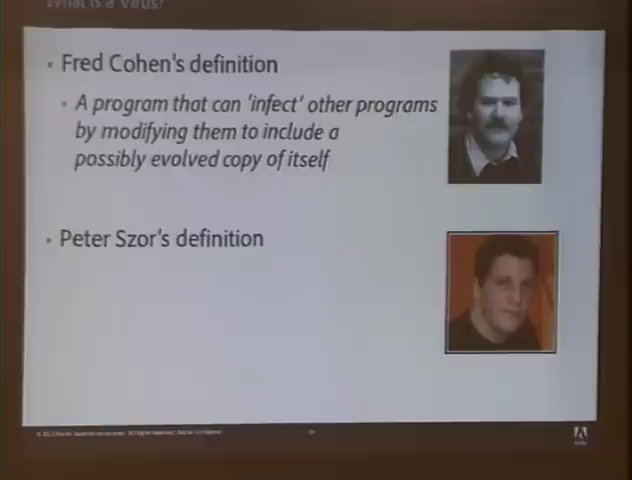 What is a Virus?
• Fred Cohen's definition
• A program that can 'infect' other programs
by modifying them to include a
possibly evolved copy of itself
• Peter Szor's definition